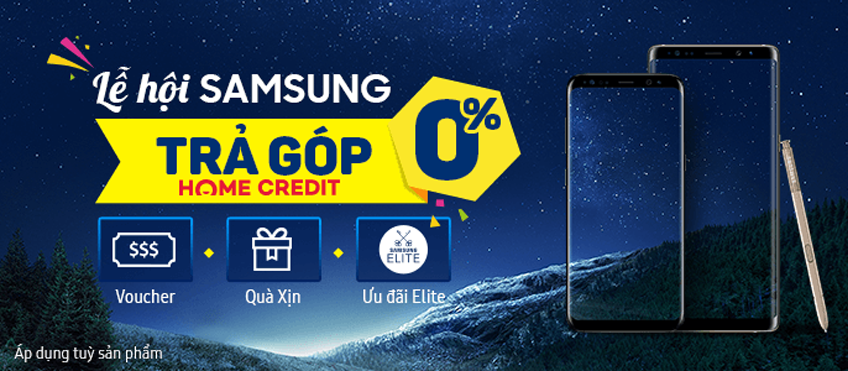 Lễ hội SAMSUNG
TRẢ GÓP 0%
HOME CREDIT
$$$
SAMSUNG
ELITE
Voucher
Quà Xịn
Ưu đãi Elite
Áp dụng tuỳ sản phẩm
SAMSUNG